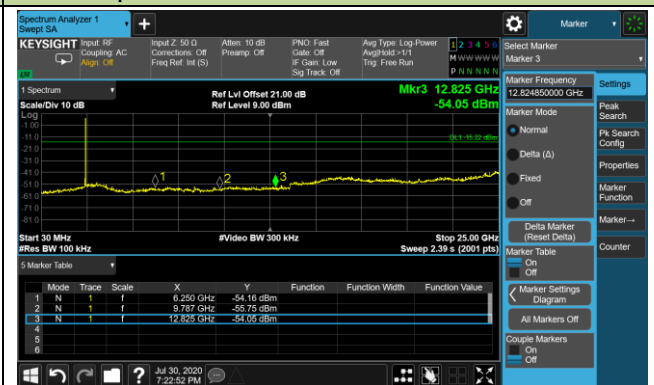 Spectrum Analyzer 1
Swept SA
+
Marker
KEYSIGHT
Input: RF
Coupling: AC
Align: Off
Input Z: 50 Ω
Corrections: Off
Freq Ref: Int (S)
Atten: 10 dB
Preamp: Off
PNO: Fast
Gate: Off
IF Gain: Low
Sig Track: Off
Avg Type: Log-Power
Avg|Hold:>1/1
Trig: Free Run
1 2 3 4 5 6
M W W W W W
P N N N N N
Select Marker
Marker 3
1 Spectrum
Scale/Div 10 dB
Log
Ref Lvl Offset 21.00 dB
Ref Level 9.00 dBm
Mkr3 12.825 GHz
-54.05 dBm
-1.00
-11.0
-21.0
-31.0
-41.0
-51.0
-61.0
-71.0
-81.0
DL1 -15.22 dBm
1
2
3
Start 30 MHz
#Res BW 100 kHz
#Video BW 300 kHz
Stop 25.00 GHz
Sweep 2.39 s (2001 pts)
5 Marker Table
Mode Trace Scale X Y Function Function Width Function Value
1 N 1 f 6.250 GHz -54.16 dBm
2 N 1 f 9.787 GHz -55.75 dBm
3 N 1 f 12.825 GHz -54.05 dBm
4
5
6
Jul 30, 2020
7:22:52 PM
?
Marker Frequency
12.824850000 GHz
Marker Mode
Normal
Delta (Δ)
Fixed
Off
Delta Marker
(Reset Delta)
Marker Table
On
Off
Marker Settings
Diagram
All Markers Off
Couple Markers
On
Off
Settings
Peak
Search
Pk Search
Config
Properties
Marker
Function
Marker→
Counter